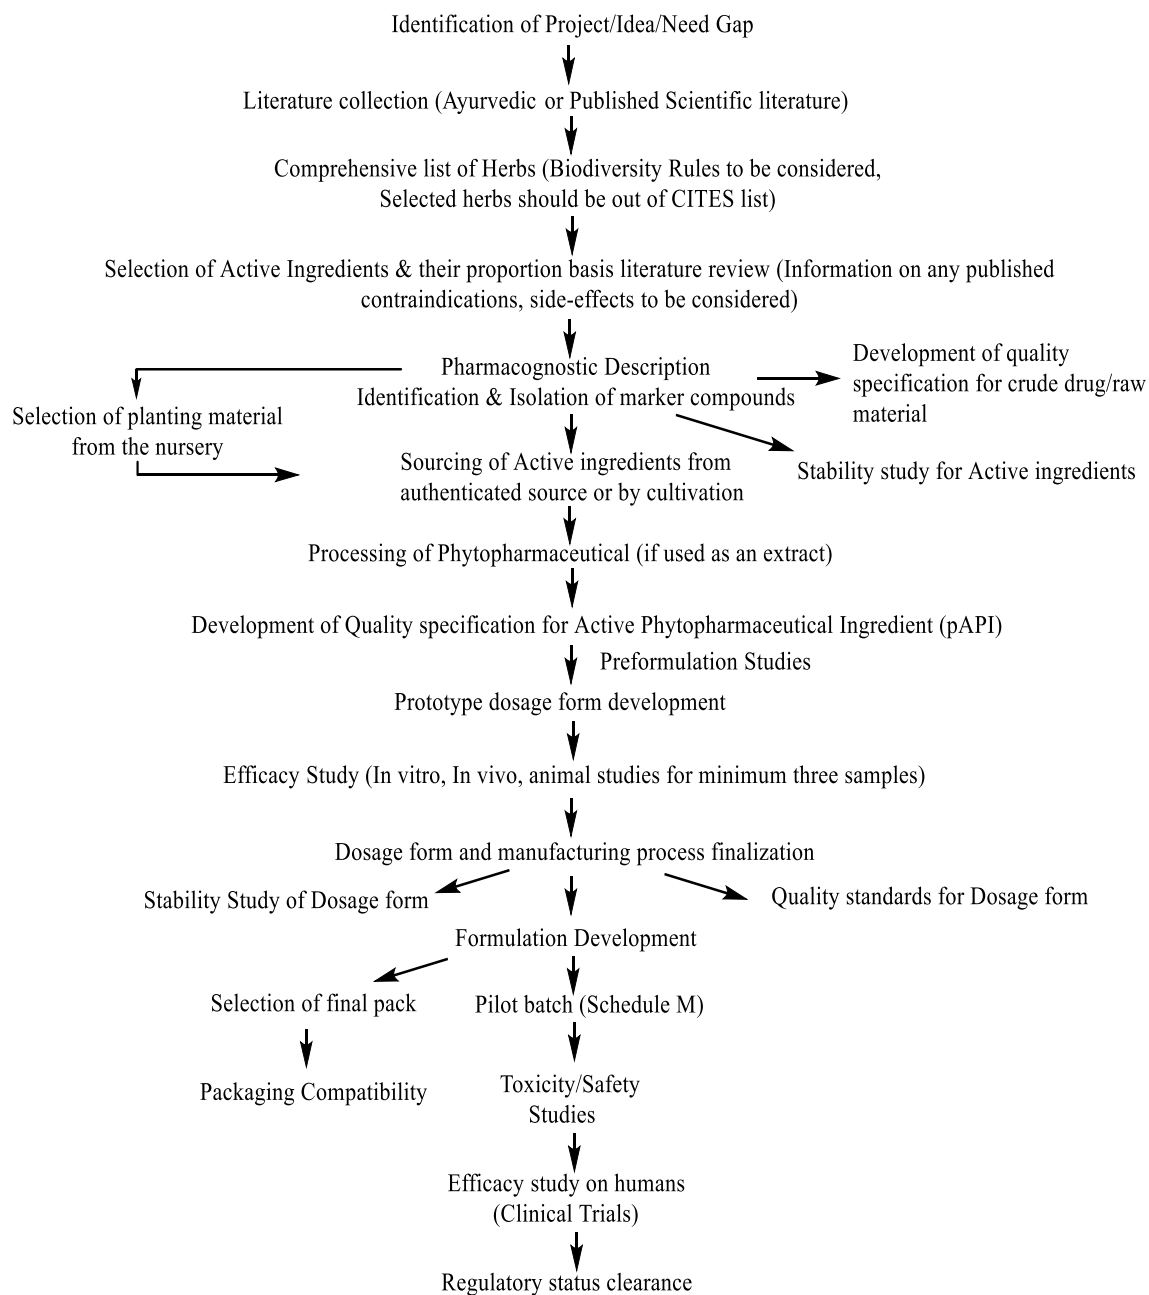 Identification of Project/Idea/Need Gap
Literature collection (Ayurvedic or Published Scientific literature)
Comprehensive list of Herbs (Biodiversity Rules to be considered,
Selected herbs should be out of CITES list)
Selection of Active Ingredients & their proportion basis literature review (Information on any published
contraindications, side-effects to be considered)
Pharmacognostic Description
Identification & Isolation of marker compounds
Development of quality
specification for crude drug/raw
material
Selection of planting material
from the nursery
Stability study for Active ingredients
Sourcing of Active ingredients from
authenticated source or by cultivation
Processing of Phytopharmaceutical (if used as an extract)
Development of Quality specification for Active Phytopharmaceutical Ingredient (pAPI)
Preformulation Studies
Prototype dosage form development
Efficacy Study (In vitro, In vivo, animal studies for minimum three samples)
Dosage form and manufacturing process finalization
Stability Study of Dosage form
Quality standards for Dosage form
Formulation Development
Selection of final pack
Pilot batch (Schedule M)
Packaging Compatibility
Toxicity/Safety
Studies
Efficacy study on humans
(Clinical Trials)
Regulatory status clearance